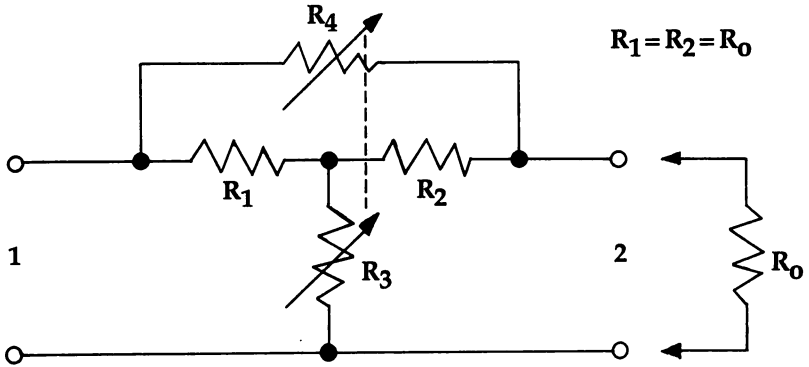 R4
R1 = R2 = Ro
R1
R2
1
R3
2
Ro